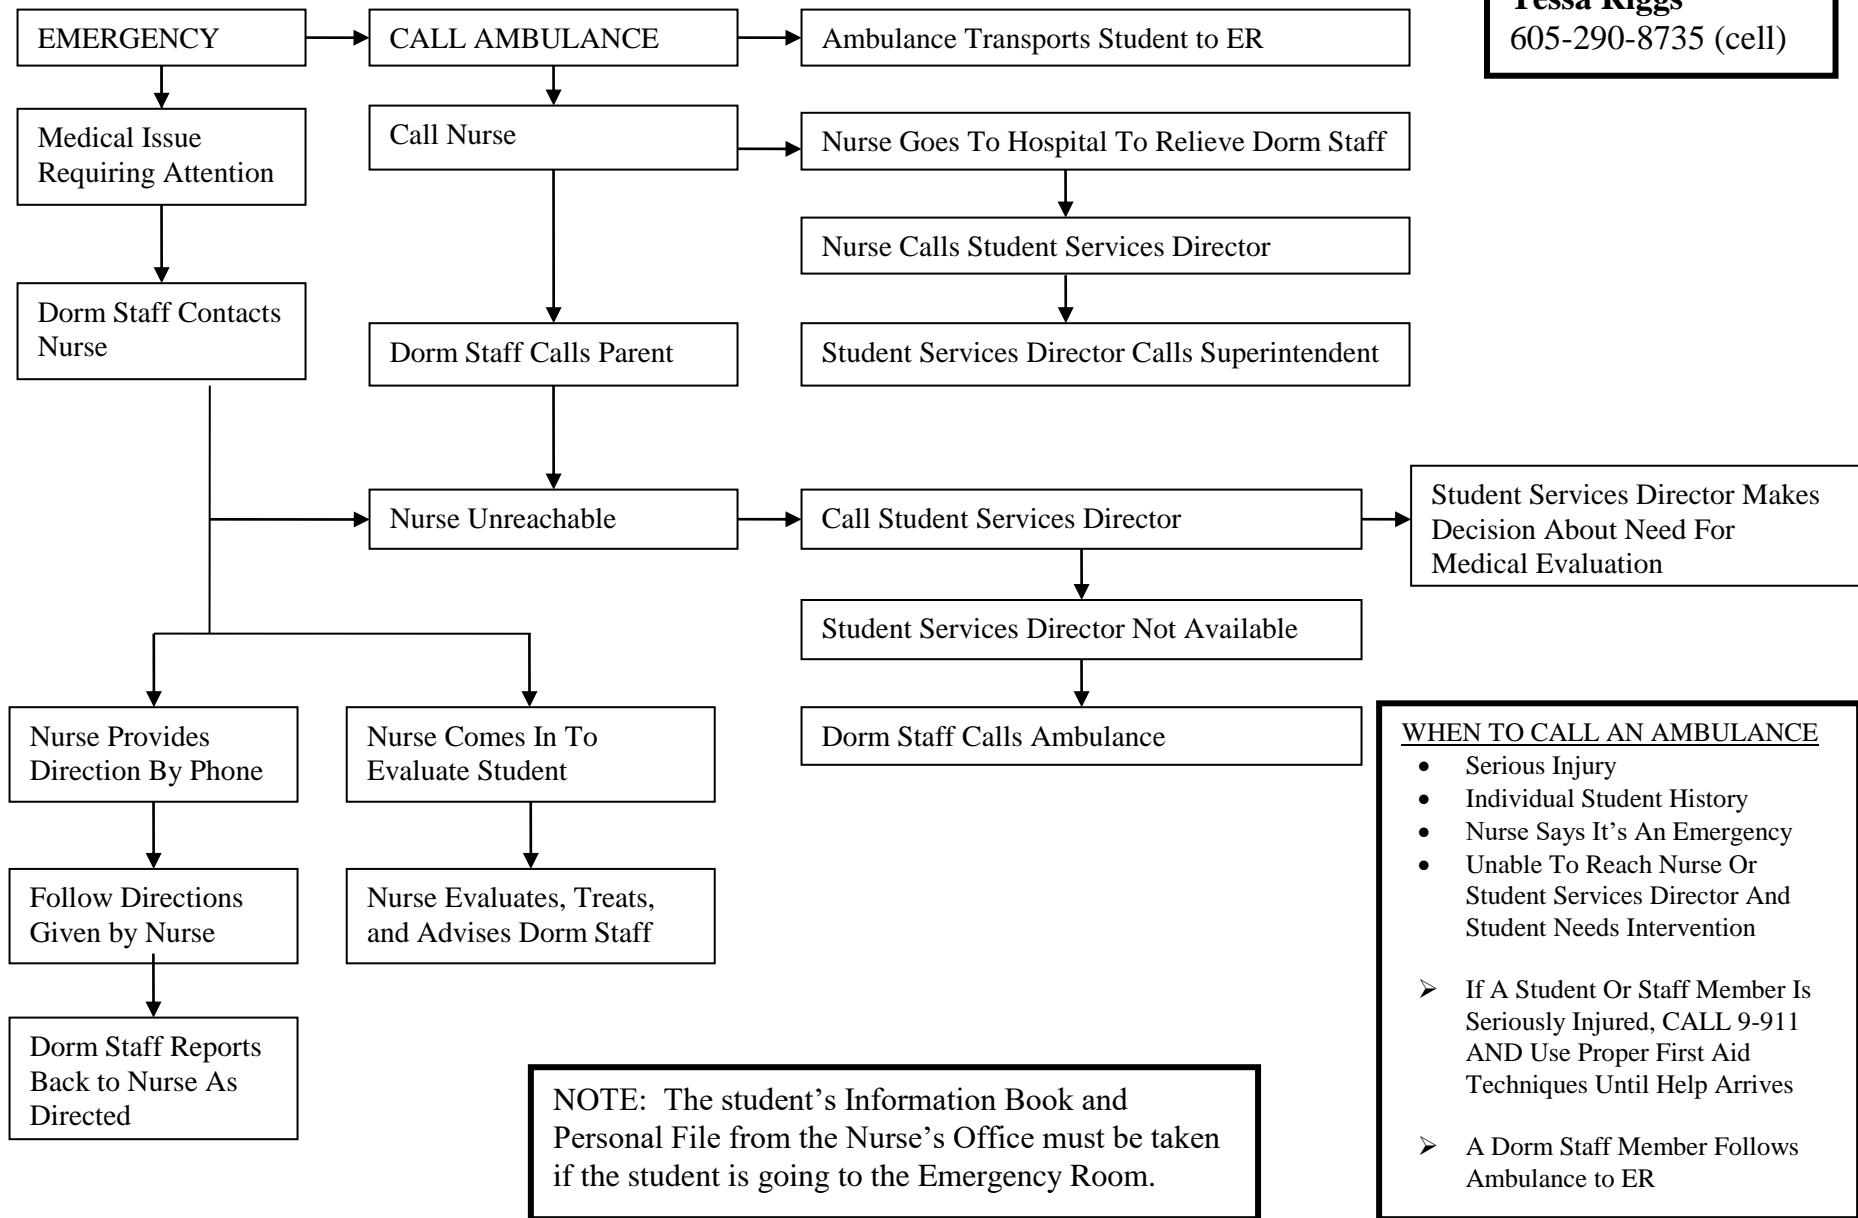 Tessa Riggs
605-290-8735 (cell)
EMERGENCY
CALL AMBULANCE
Ambulance Transports Student to ER
Medical Issue
Requiring Attention
Call Nurse
Nurse Goes To Hospital To Relieve Dorm Staff
Nurse Calls Student Services Director
Dorm Staff Contacts
Nurse
Dorm Staff Calls Parent
Student Services Director Calls Superintendent
Nurse Unreachable
Call Student Services Director
Student Services Director Makes
Decision About Need For
Medical Evaluation
Student Services Director Not Available
Nurse Provides
Direction By Phone
Nurse Comes In To
Evaluate Student
Dorm Staff Calls Ambulance
Follow Directions
Given by Nurse
Nurse Evaluates, Treats,
and Advises Dorm Staff
Dorm Staff Reports
Back to Nurse As
Directed
WHEN TO CALL AN AMBULANCE
• Serious Injury
• Individual Student History
• Nurse Says It’s An Emergency
• Unable To Reach Nurse Or
Student Services Director And
Student Needs Intervention
➢ If A Student Or Staff Member Is
Seriously Injured, CALL 9-911
AND Use Proper First Aid
Techniques Until Help Arrives
➢ A Dorm Staff Member Follows
Ambulance to ER
NOTE:  The student’s Information Book and
Personal File from the Nurse’s Office must be taken
if the student is going to the Emergency Room.